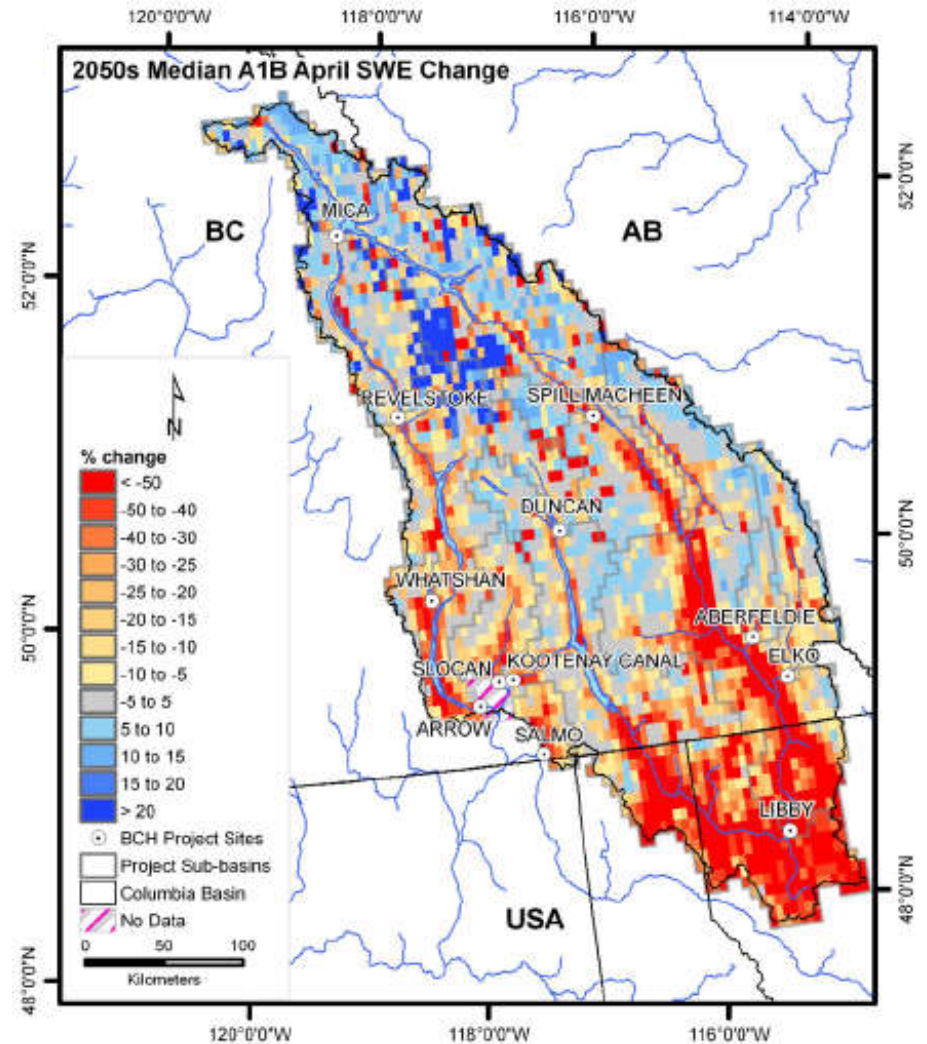 120°0'0"W 118°0'0"W 116°0'0"W 114°0'0"W
2050s Median A1B April SWE Change
52°0'0"N
MICA
BC
AB
52°0'0"N
REVELSTOKE
SPILLIMACHEEN
N
% change
< -50
-50 to -40
-40 to -30
-30 to -25
-25 to -20
-20 to -15
-15 to -10
-10 to -5
-5 to 5
5 to 10
10 to 15
15 to 20
> 20
BCH Project Sites
Project Sub-basins
Columbia Basin
No Data
0 50 100
Kilometers
DUNCAN
50°0'0"N
WHATSHAN
ABERFELDIE
50°0'0"N
SLOCAN
KOOTENAY CANAL
ELKO
ARROW
SALMO
LIBBY
48°0'0"N
USA
48°0'0"N
120°0'0"W 118°0'0"W 116°0'0"W